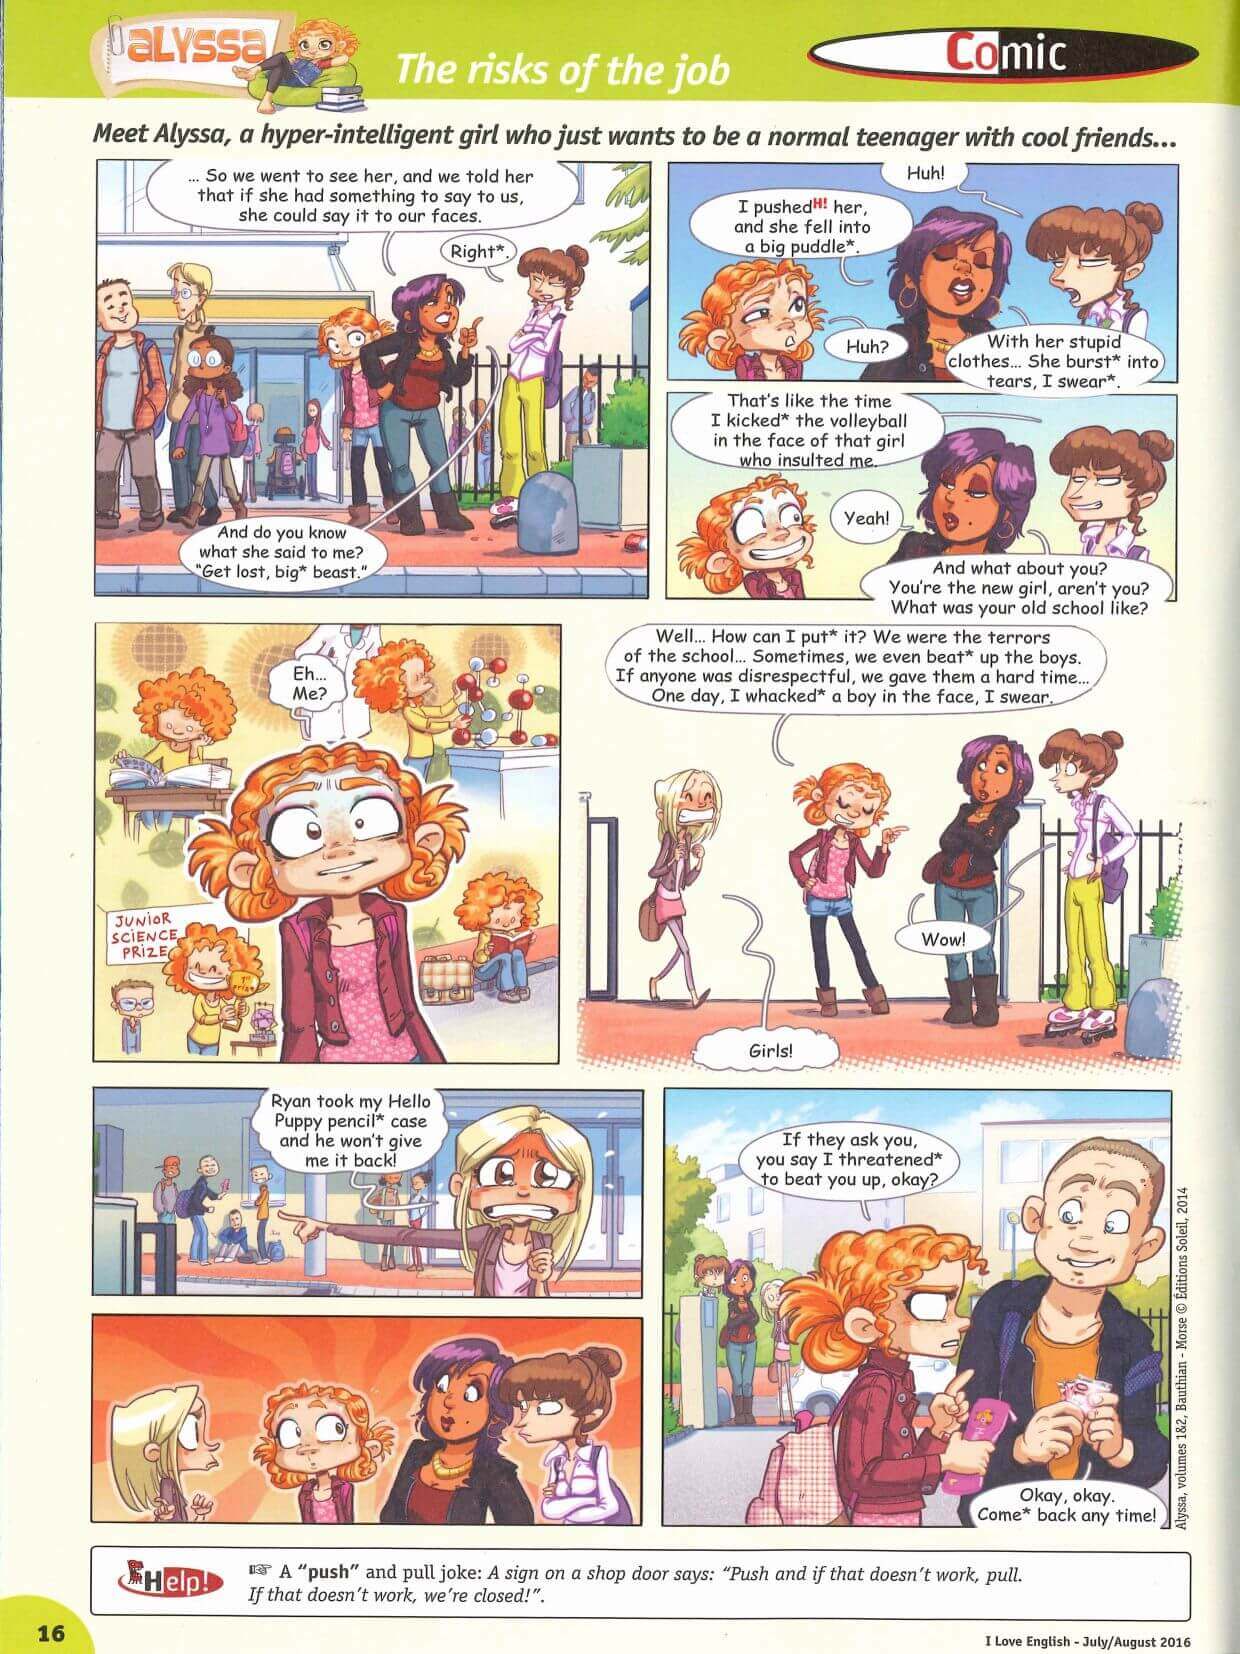 ALYSSA
The risks of the job
Comic
Meet Alyssa, a hyper-intelligent girl who just wants to be a normal teenager with cool friends...
... So we went to see her, and we told her
that if she had something to say to us,
she could say it to our faces.
Right*.
And do you know
what she said to me?
"Get lost, big* beast."
Huh!
I pushedH! her,
and she fell into
a big puddle*.
Huh?
With her stupid
clothes... She burst* into
tears, I swear*.
That's like the time
I kicked* the volleyball
in the face of that girl
who insulted me.
Yeah!
And what about you?
You're the new girl, aren't you?
What was your old school like?
Eh...
Me?
JUNIOR
SCIENCE
PRIZE
Well... How can I put* it? We were the terrors
of the school... Sometimes, we even beat* up the boys.
If anyone was disrespectful, we gave them a hard time...
One day, I whacked* a boy in the face, I swear.
Wow!
Girls!
Ryan took my Hello
Puppy pencil* case
and he won't give
me it back!
If they ask you,
you say I threatened*
to beat you up, okay?
Okay, okay.
Come* back any time!
Alyssa, volumes 1&2, Bauthian - Morse © Éditions Soleil, 2014
Help!
☞ A "push" and pull joke: A sign on a shop door says: "Push and if that doesn't work, pull.
If that doesn't work, we're closed!".
16
I Love English - July/August 2016